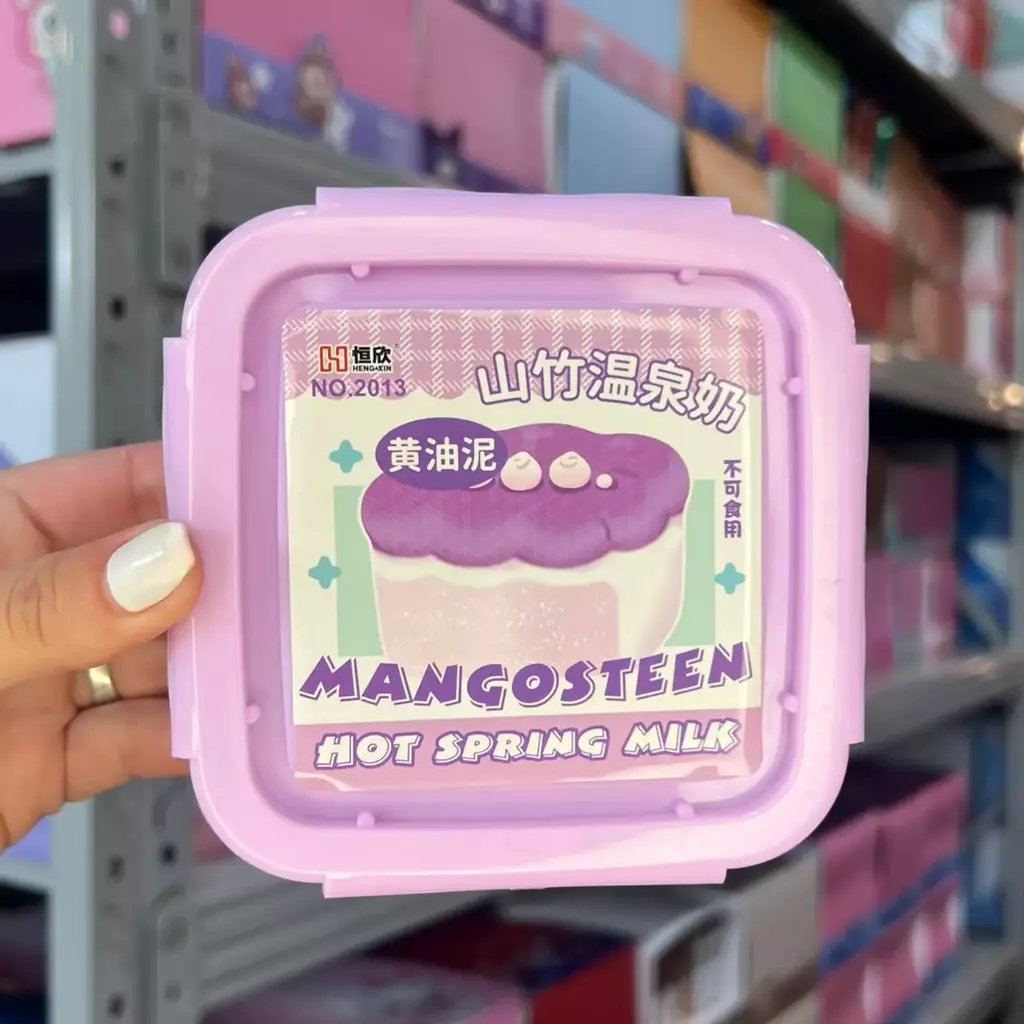 恒欣
HENG XIN
NO.2013
山竹温泉奶
黄油泥
不可食用
MANGOSTEEN
HOT SPRING MILK